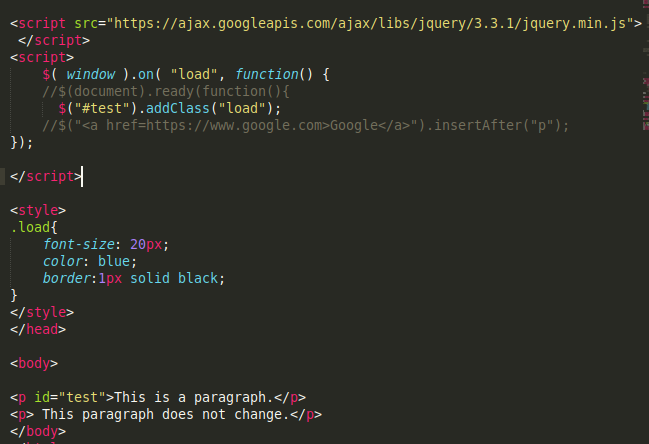 <script src="https://ajax.googleapis.com/ajax/libs/jquery/3.3.1/jquery.min.js">
</script>
<script>
$( window ).on( "load", function() {
//$(document).ready(function(){
$("#test").addClass("load");
//$("<a href=https://www.google.com>Google</a>").insertAfter("p");
});
</script>
<style>
.load{
font-size: 20px;
color: blue;
border:1px solid black;
}
</style>
</head>
<body>
<p id="test">This is a paragraph.</p>
<p> This paragraph does not change.</p>
</body>